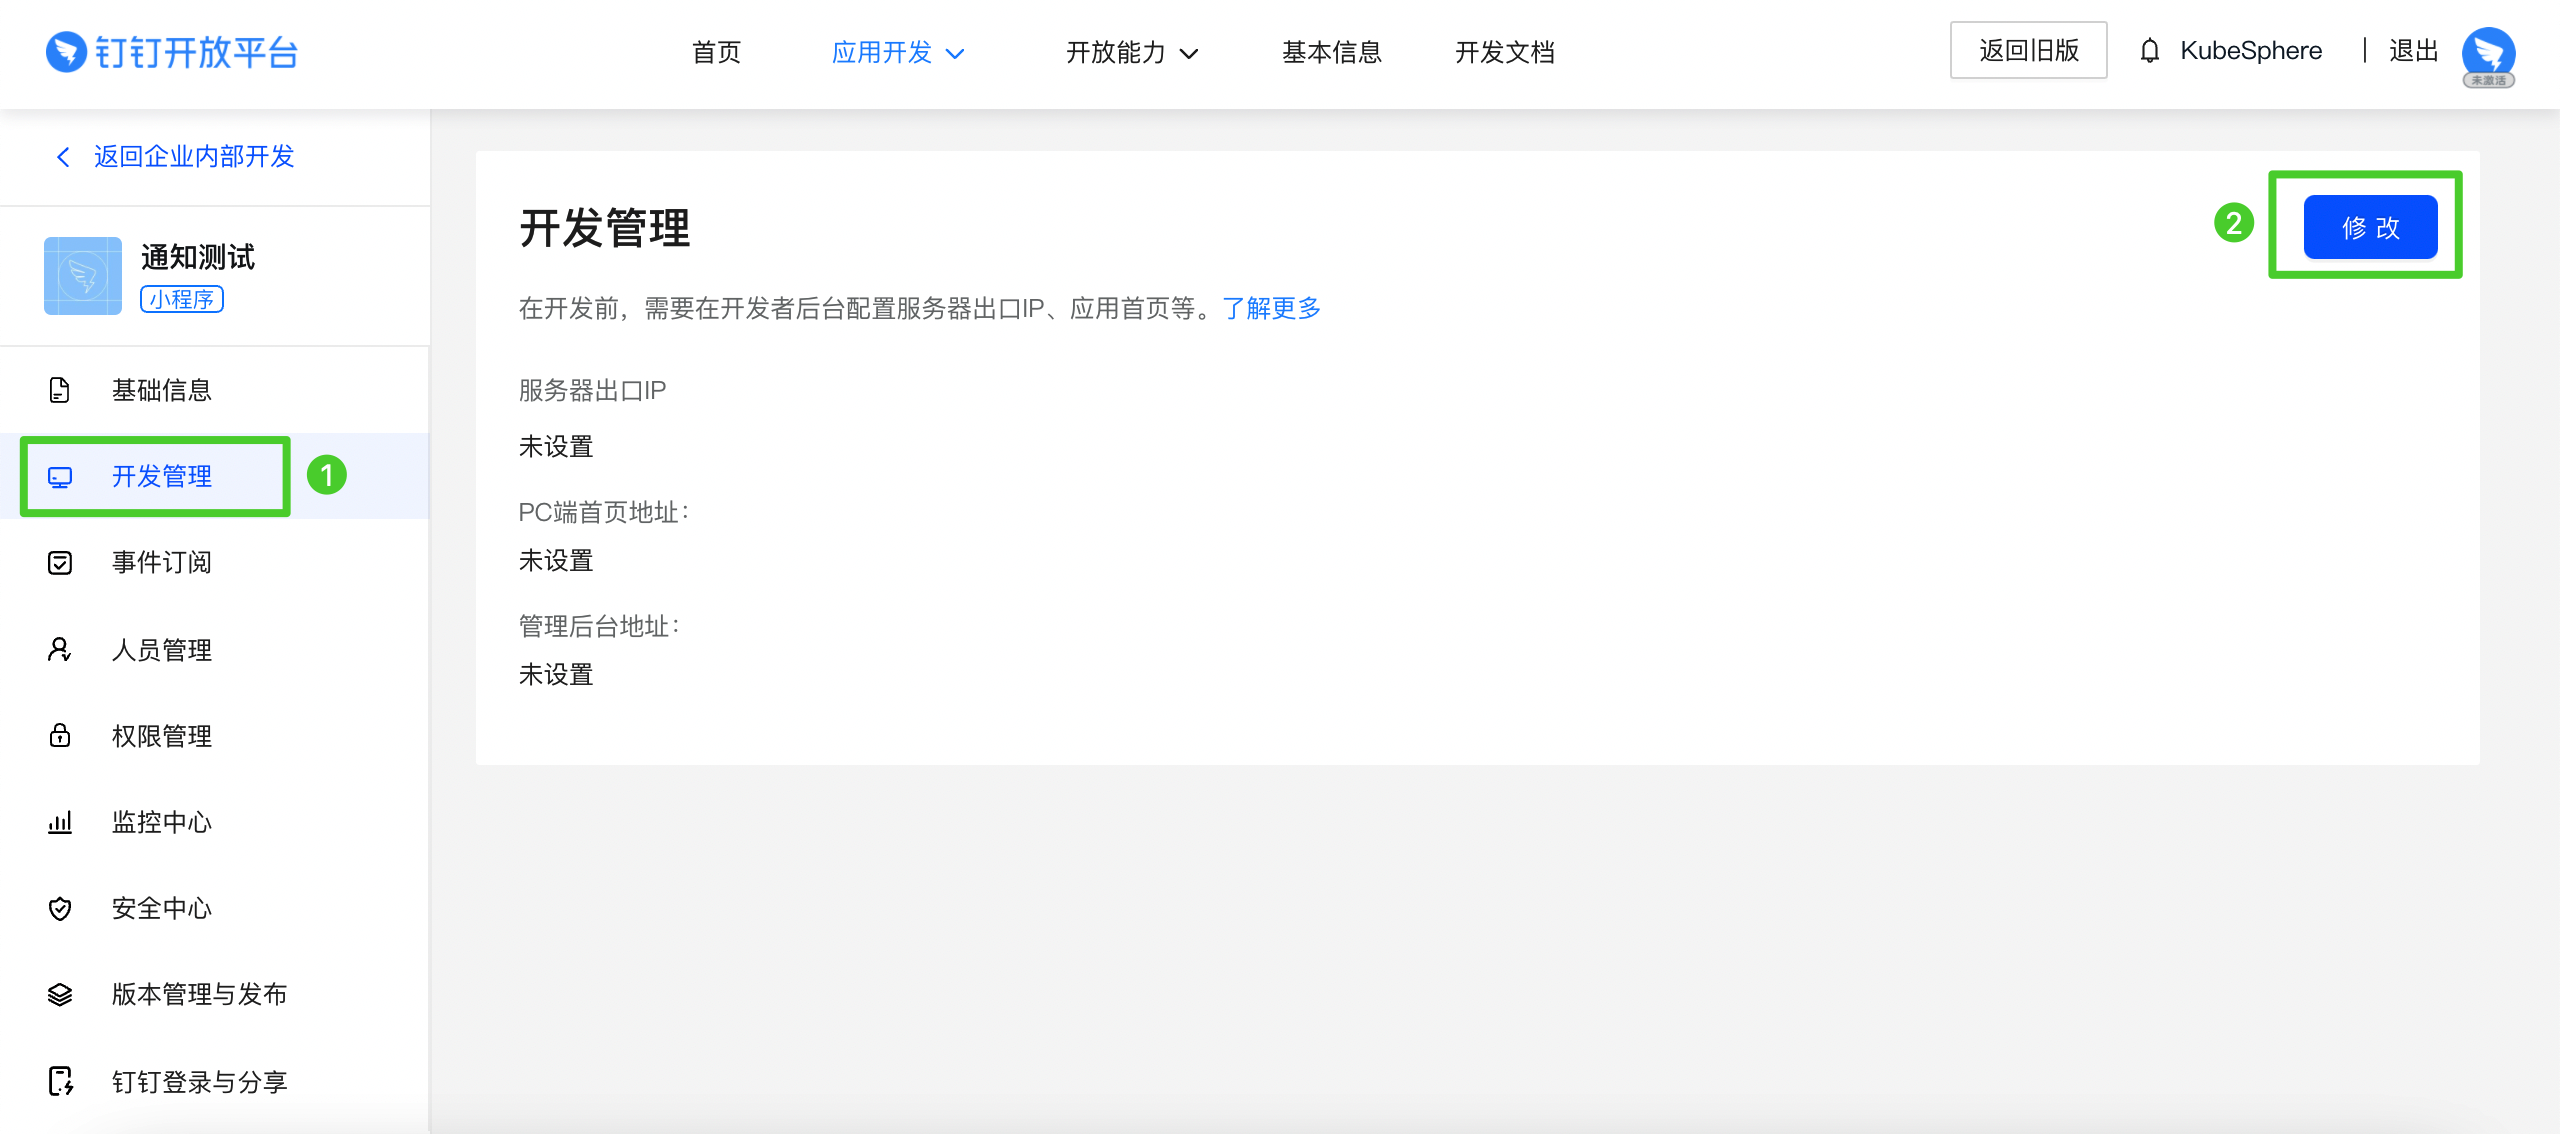 钉钉开放平台
首页
应用开发
开放能力
基本信息
开发文档
返回旧版
KubeSphere
退出
未激活
返回企业内部开发
通知测试
小程序
基础信息
开发管理
1
事件订阅
人员管理
权限管理
监控中心
安全中心
版本管理与发布
钉钉登录与分享
开发管理
2
修改
在开发前，需要在开发者后台配置服务器出口IP、应用首页等。了解更多
服务器出口IP
未设置
PC端首页地址：
未设置
管理后台地址：
未设置